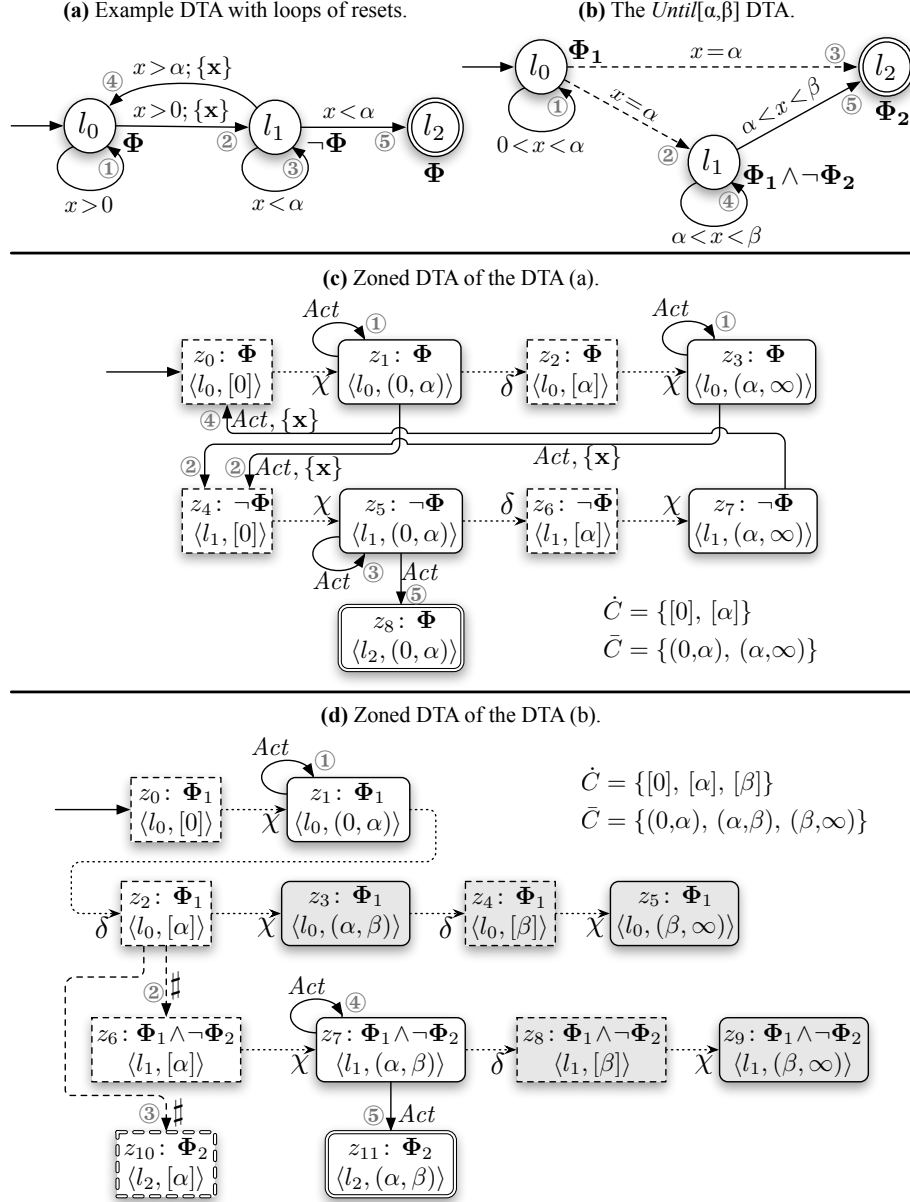 (a) Example DTA with loops of resets.
(b) The Until[α,β] DTA.
④ x>α;{x}
l0 x>0;{x} l1 x<α l2
① Φ ② ③ ¬Φ ⑤ Φ
x>0 x<α
l0 Φ1 x=α ③ l2
① x=α α<x<β ⑤ Φ2
0<x<α ② l1 Φ1∧¬Φ2
④
α<x<β
(c) Zoned DTA of the DTA (a).
Act ① Act ①
z0: Φ z1: Φ z2: Φ z3: Φ
⟨l0, [0]⟩ χ ⟨l0, (0, α)⟩ δ ⟨l0, [α]⟩ χ ⟨l0, (α, ∞)⟩
④ Act, {x}
② ② Act, {x} Act, {x}
z4: ¬Φ χ z5: ¬Φ δ z6: ¬Φ χ z7: ¬Φ
⟨l1, [0]⟩ ⟨l1, (0, α)⟩ ⟨l1, [α]⟩ ⟨l1, (α, ∞)⟩
Act ③ Act
⑤
z8: Φ
⟨l2, (0, α)⟩
Ċ = {[0], [α]}
C̄ = {(0,α), (α,∞)}
(d) Zoned DTA of the DTA (b).
Act ①
z0: Φ1 z1: Φ1
⟨l0, [0]⟩ χ ⟨l0, (0, α)⟩
Ċ = {[0], [α], [β]}
C̄ = {(0,α), (α,β), (β,∞)}
z2: Φ1 z3: Φ1 z4: Φ1 z5: Φ1
δ ⟨l0, [α]⟩ χ ⟨l0, (α, β)⟩ δ ⟨l0, [β]⟩ χ ⟨l0, (β, ∞)⟩
② ♯ Act ④
z6: Φ1∧¬Φ2 z7: Φ1∧¬Φ2 z8: Φ1∧¬Φ2 z9: Φ1∧¬Φ2
⟨l1, [α]⟩ χ ⟨l1, (α, β)⟩ δ ⟨l1, [β]⟩ χ ⟨l1, (β, ∞)⟩
③ ♯ ⑤ Act
z10: Φ2 z11: Φ2
⟨l2, [α]⟩ ⟨l2, (α, β)⟩